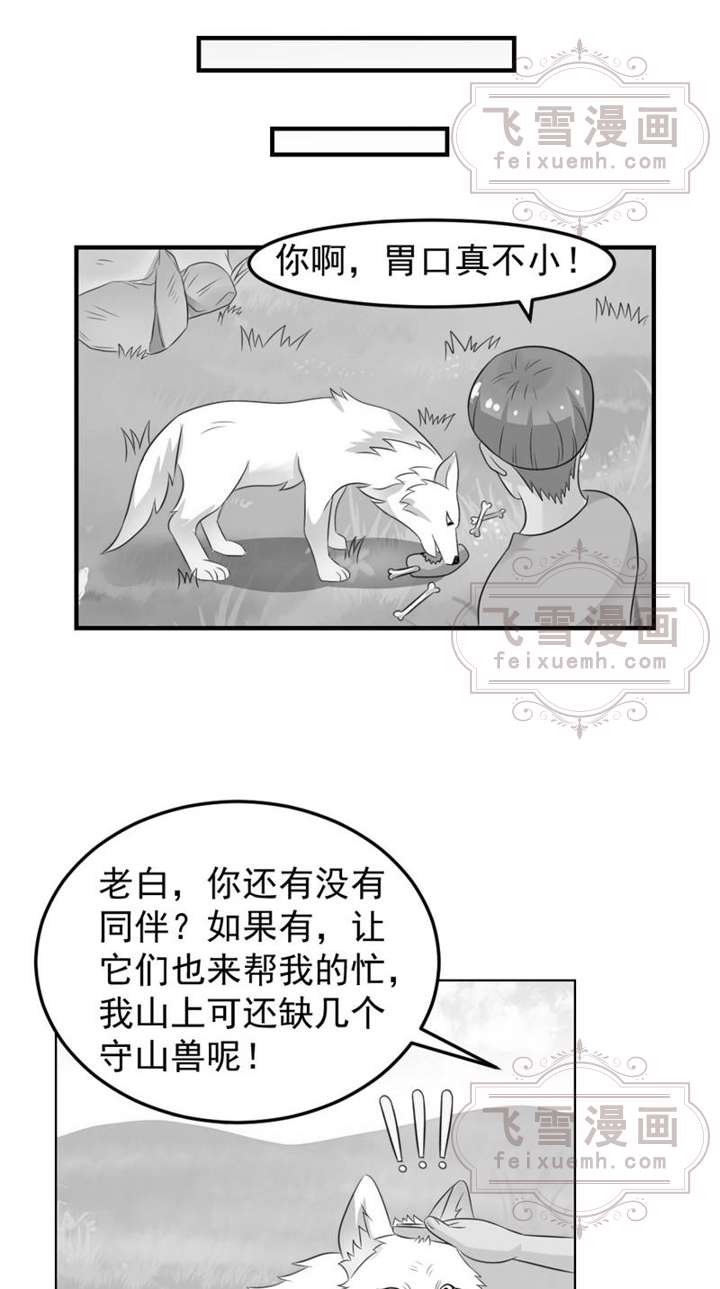 飞雪漫画
feixuemh.com
你啊，胃口真不小！
飞雪漫画
feixuemh.com
老白，你还有没有
同伴？如果有，让
它们也来帮我的忙，
我山上可还缺几个
守山兽呢！
!!!
飞雪漫画
feixuemh.com